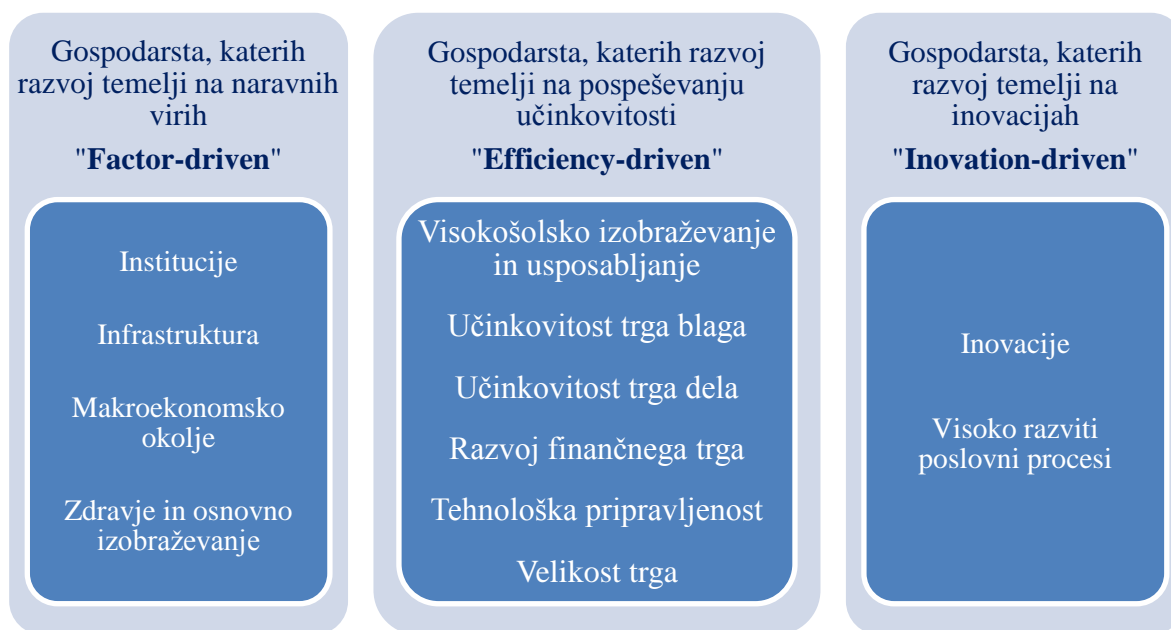 Gospodarsta, katerih
razvoj temelji na naravnih
virih
"Factor-driven"
Institucije
Infrastruktura
Makroekonomsko
okolje
Zdravje in osnovno
izobraževanje
Gospodarsta, katerih razvoj
temelji na pospeševanju
učinkovitosti
"Efficiency-driven"
Visokošolsko izobraževanje
in usposabljanje
Učinkovitost trga blaga
Učinkovitost trga dela
Razvoj finančnega trga
Tehnološka pripravljenost
Velikost trga
Gospodarsta, katerih
razvoj temelji na
inovacijah
"Inovation-driven"
Inovacije
Visoko razviti
poslovni procesi